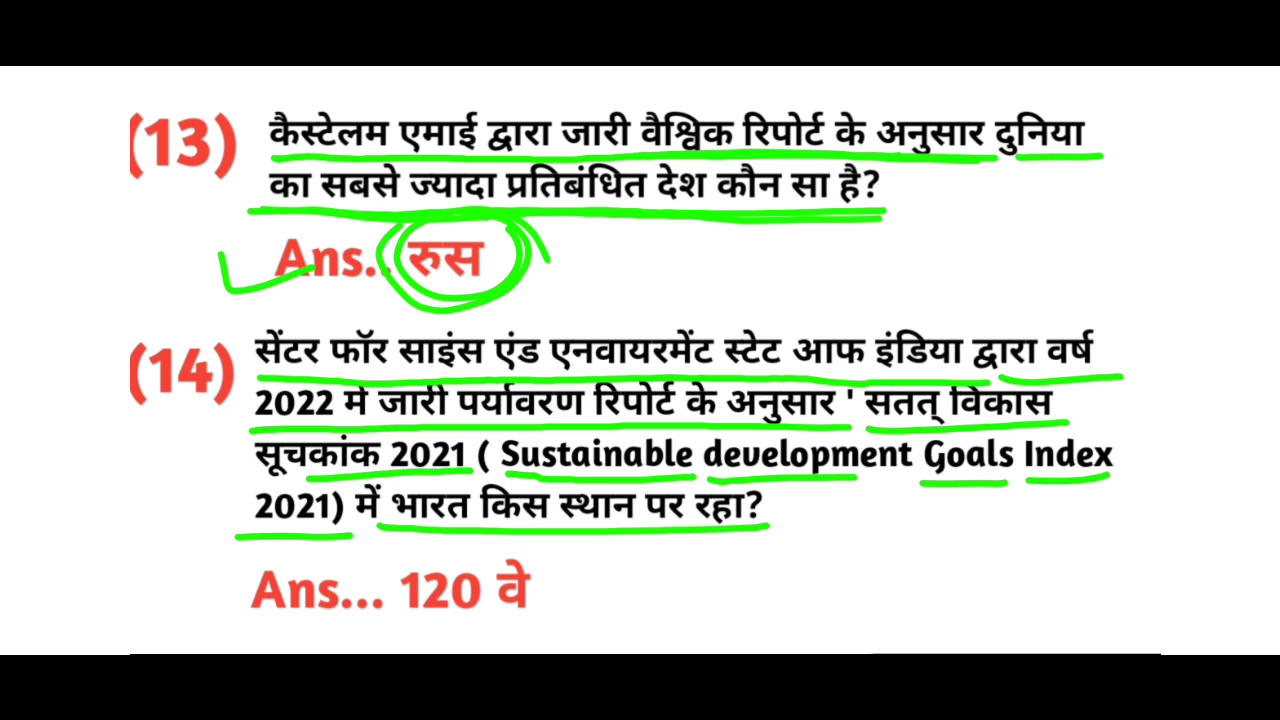 (13) कैस्टेलम एमाई द्वारा जारी वैश्विक रिपोर्ट के अनुसार दुनिया
का सबसे ज्यादा प्रतिबंधित देश कौन सा है?
Ans.. रुस
(14) सेंटर फॉर साइंस एंड एनवायरमेंट स्टेट आफ इंडिया द्वारा वर्ष
2022 मे जारी पर्यावरण रिपोर्ट के अनुसार ' सतत् विकास
सूचकांक 2021 ( Sustainable development Goals Index
2021) में भारत किस स्थान पर रहा?
Ans... 120 वे